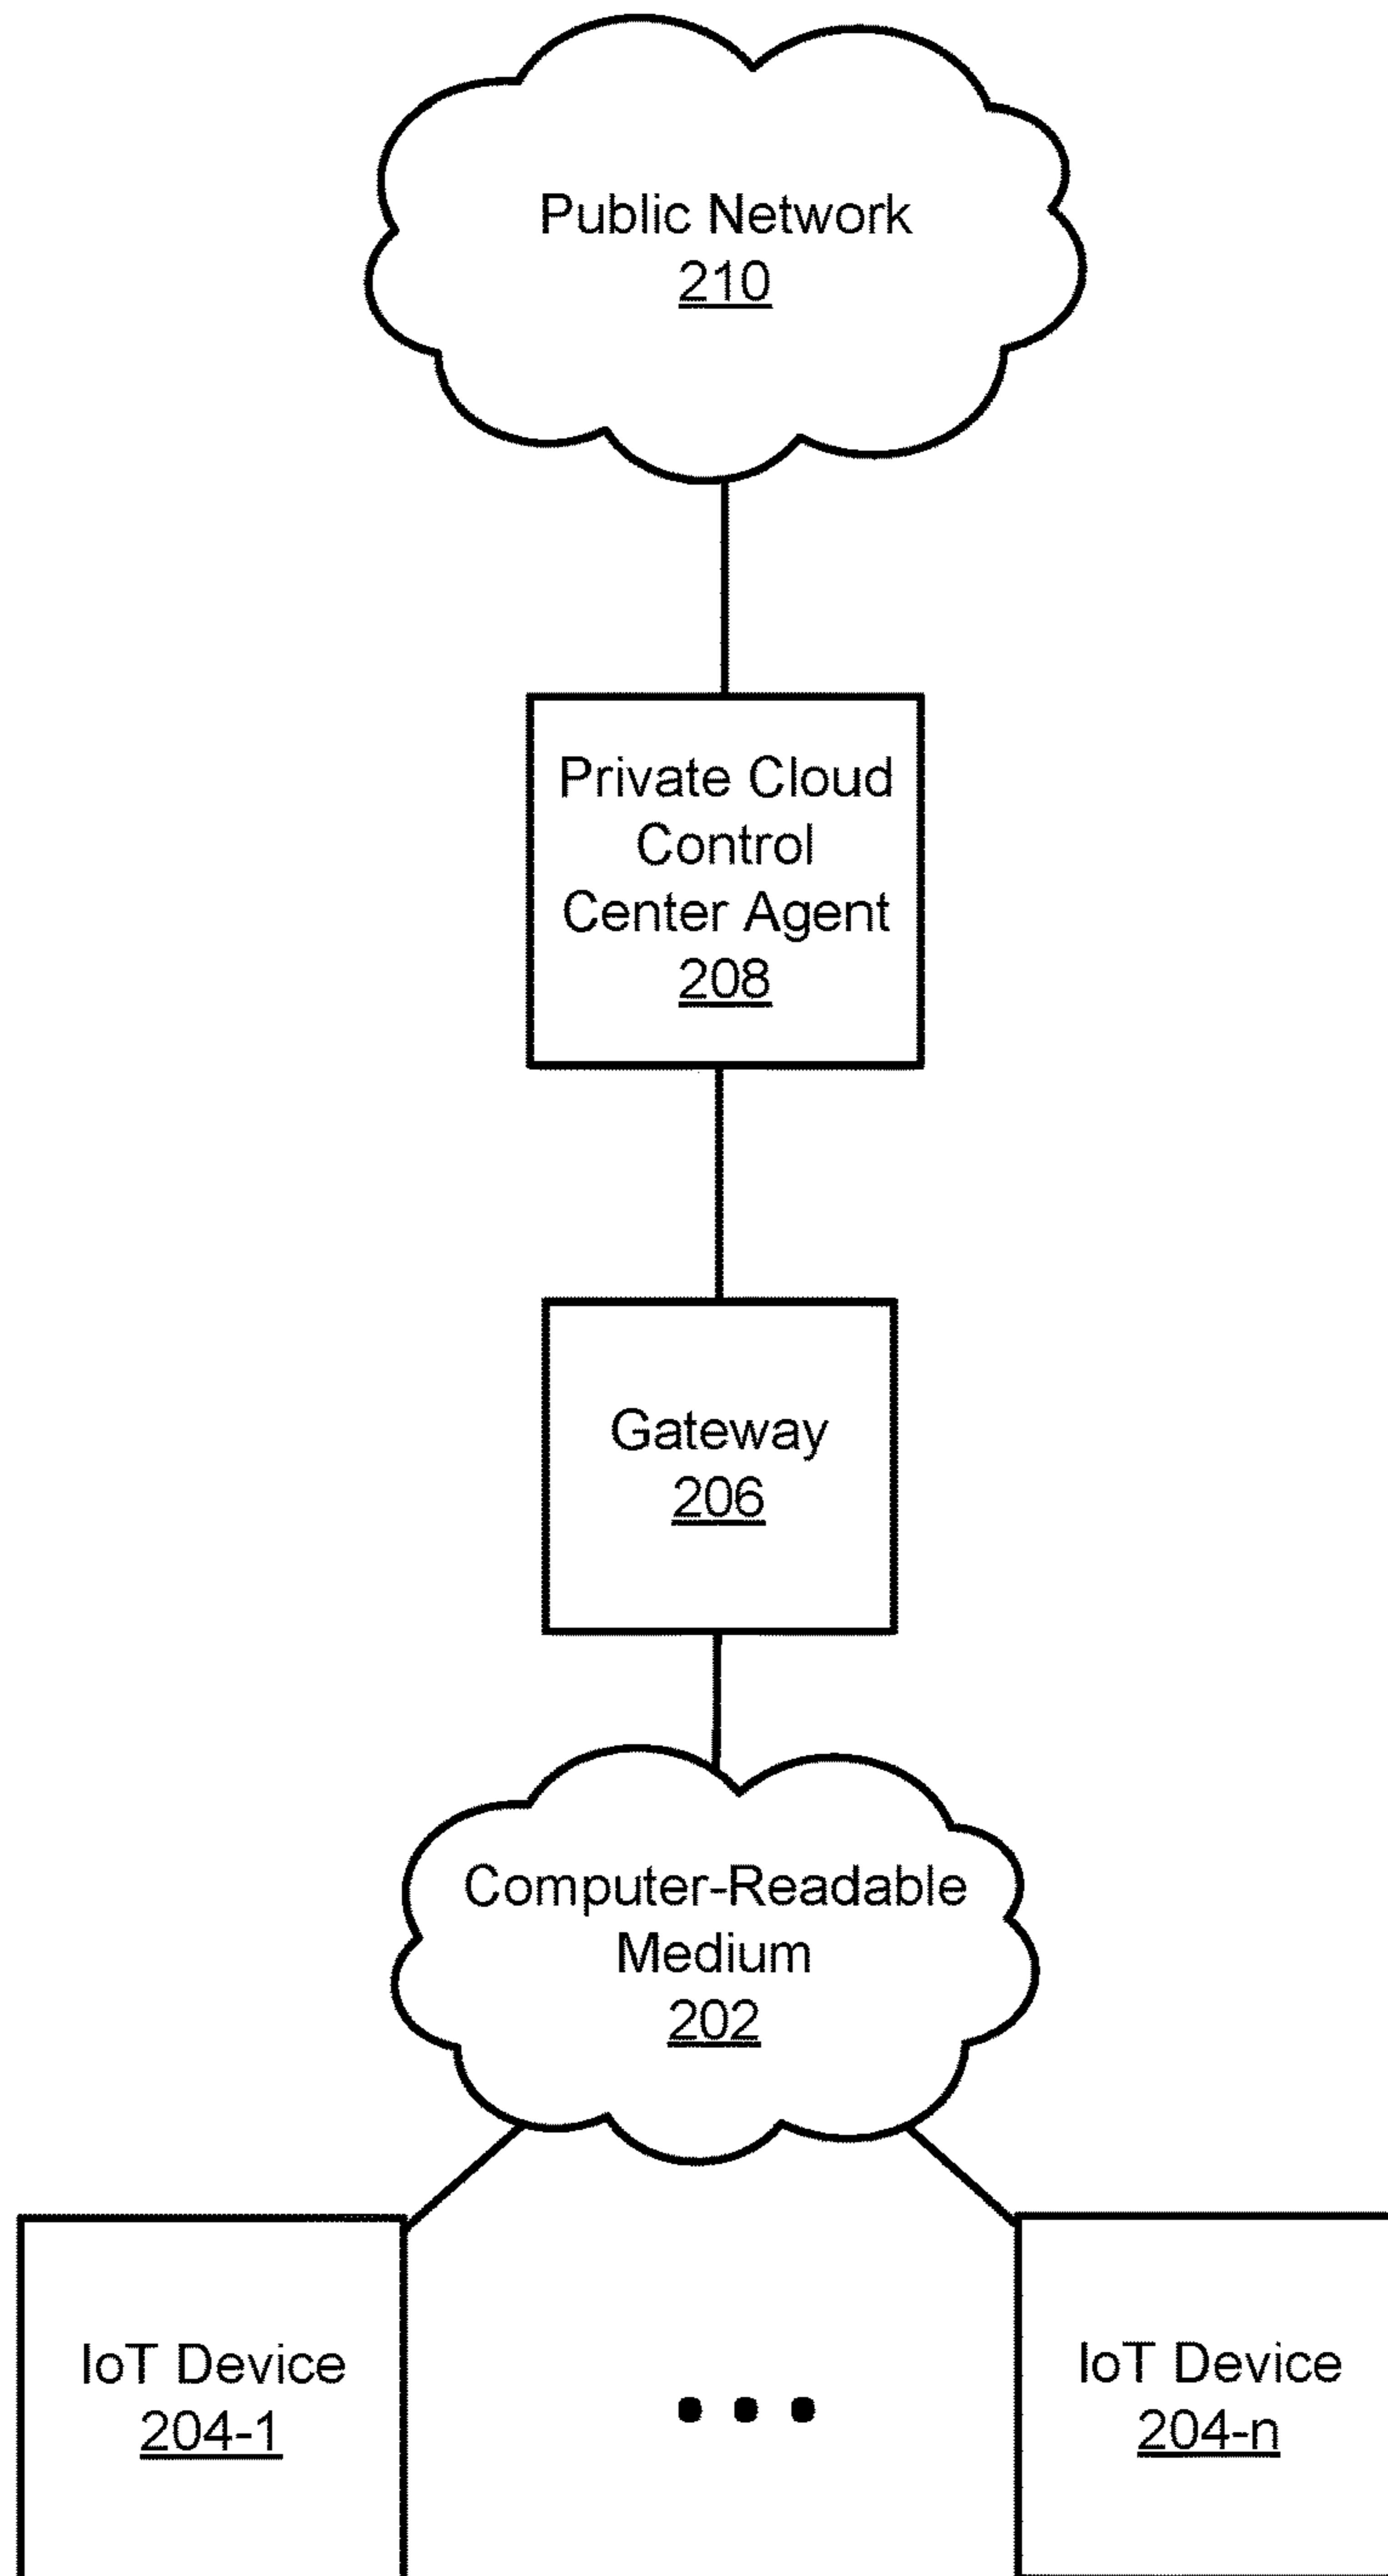 Public Network
210
Private Cloud
Control
Center Agent
208
Gateway
206
Computer-Readable
Medium
202
IoT Device
204-1
IoT Device
204-n